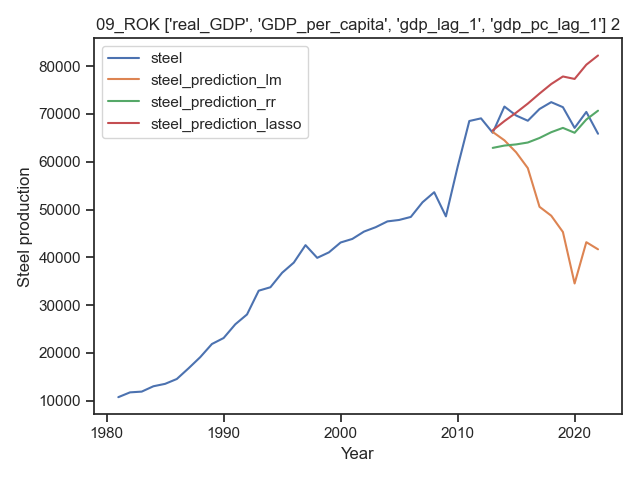 09_ROK ['real_GDP', 'GDP_per_capita', 'gdp_lag_1', 'gdp_pc_lag_1'] 2
steel
steel_prediction_lm
steel_prediction_rr
steel_prediction_lasso
80000
70000
60000
50000
40000
30000
20000
10000
Steel production
1980
1990
2000
2010
2020
Year